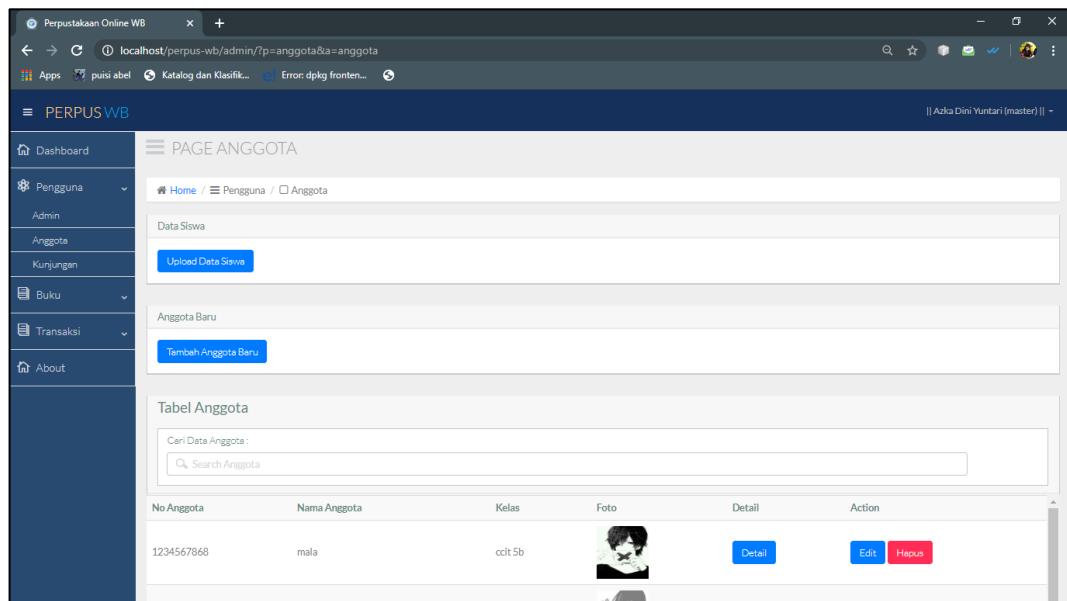 Perpustakaan Online WB
localhost/perpus-wb/admin/?p=anggota&a=anggota
Apps puisi abel Katalog dan Klasifik... Error: dpkg fronten...
PERPUS WB || Azka Dini Yuntari (master) ||
Dashboard
Pengguna
Admin
Anggota
Kunjungan
Buku
Transaksi
About
PAGE ANGGOTA
Home / Pengguna / Anggota
Data Siswa
Upload Data Siswa
Anggota Baru
Tambah Anggota Baru
Tabel Anggota
Cari Data Anggota :
Search Anggota
No Anggota Nama Anggota Kelas Foto Detail Action
1234567868 mala ccit 5b Detail Edit Hapus